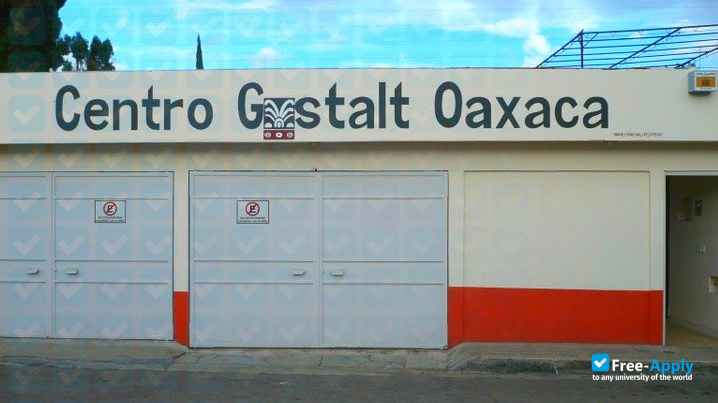 Centro Gestalt Oaxaca
Free-Apply
to any university of the world